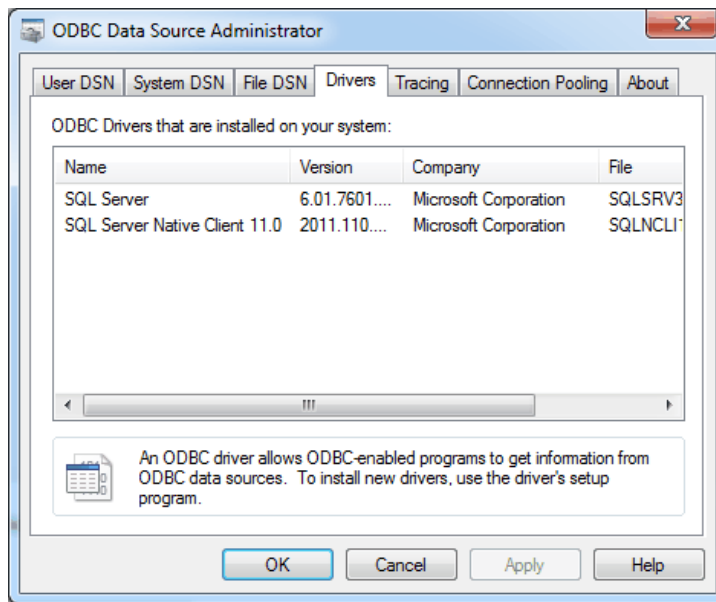 ODBC Data Source Administrator
User DSN System DSN File DSN Drivers Tracing Connection Pooling About
ODBC Drivers that are installed on your system:
Name Version Company File
SQL Server 6.01.7601.... Microsoft Corporation SQLSRV3
SQL Server Native Client 11.0 2011.110.... Microsoft Corporation SQLNCLI1
An ODBC driver allows ODBC-enabled programs to get information from
ODBC data sources. To install new drivers, use the driver's setup
program.
OK Cancel Apply Help